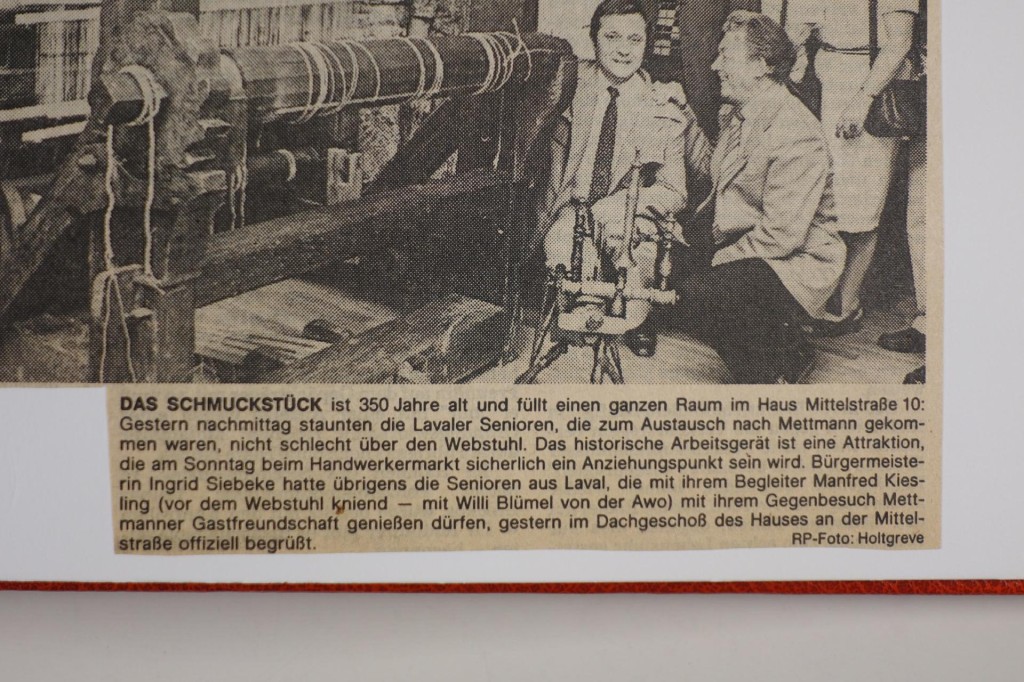 DAS SCHMUCKSTÜCK ist 350 Jahre alt und füllt einen ganzen Raum im Haus Mittelstraße 10:
Gestern nachmittag staunten die Lavaler Senioren, die zum Austausch nach Mettmann gekom-
men waren, nicht schlecht über den Webstuhl. Das historische Arbeitsgerät ist eine Attraktion,
die am Sonntag beim Handwerkermarkt sicherlich ein Anziehungspunkt sein wird. Bürgermeiste-
rin Ingrid Siebeke hatte übrigens die Senioren aus Laval, die mit ihrem Begleiter Manfred Kies-
ling (vor dem Webstuhl kniend — mit Willi Blümel von der Awo) mit ihrem Gegenbesuch Mett-
manner Gastfreundschaft genießen dürfen, gestern im Dachgeschoß des Hauses an der Mittel-
straße offiziell begrüßt.
RP-Foto: Holtgreve